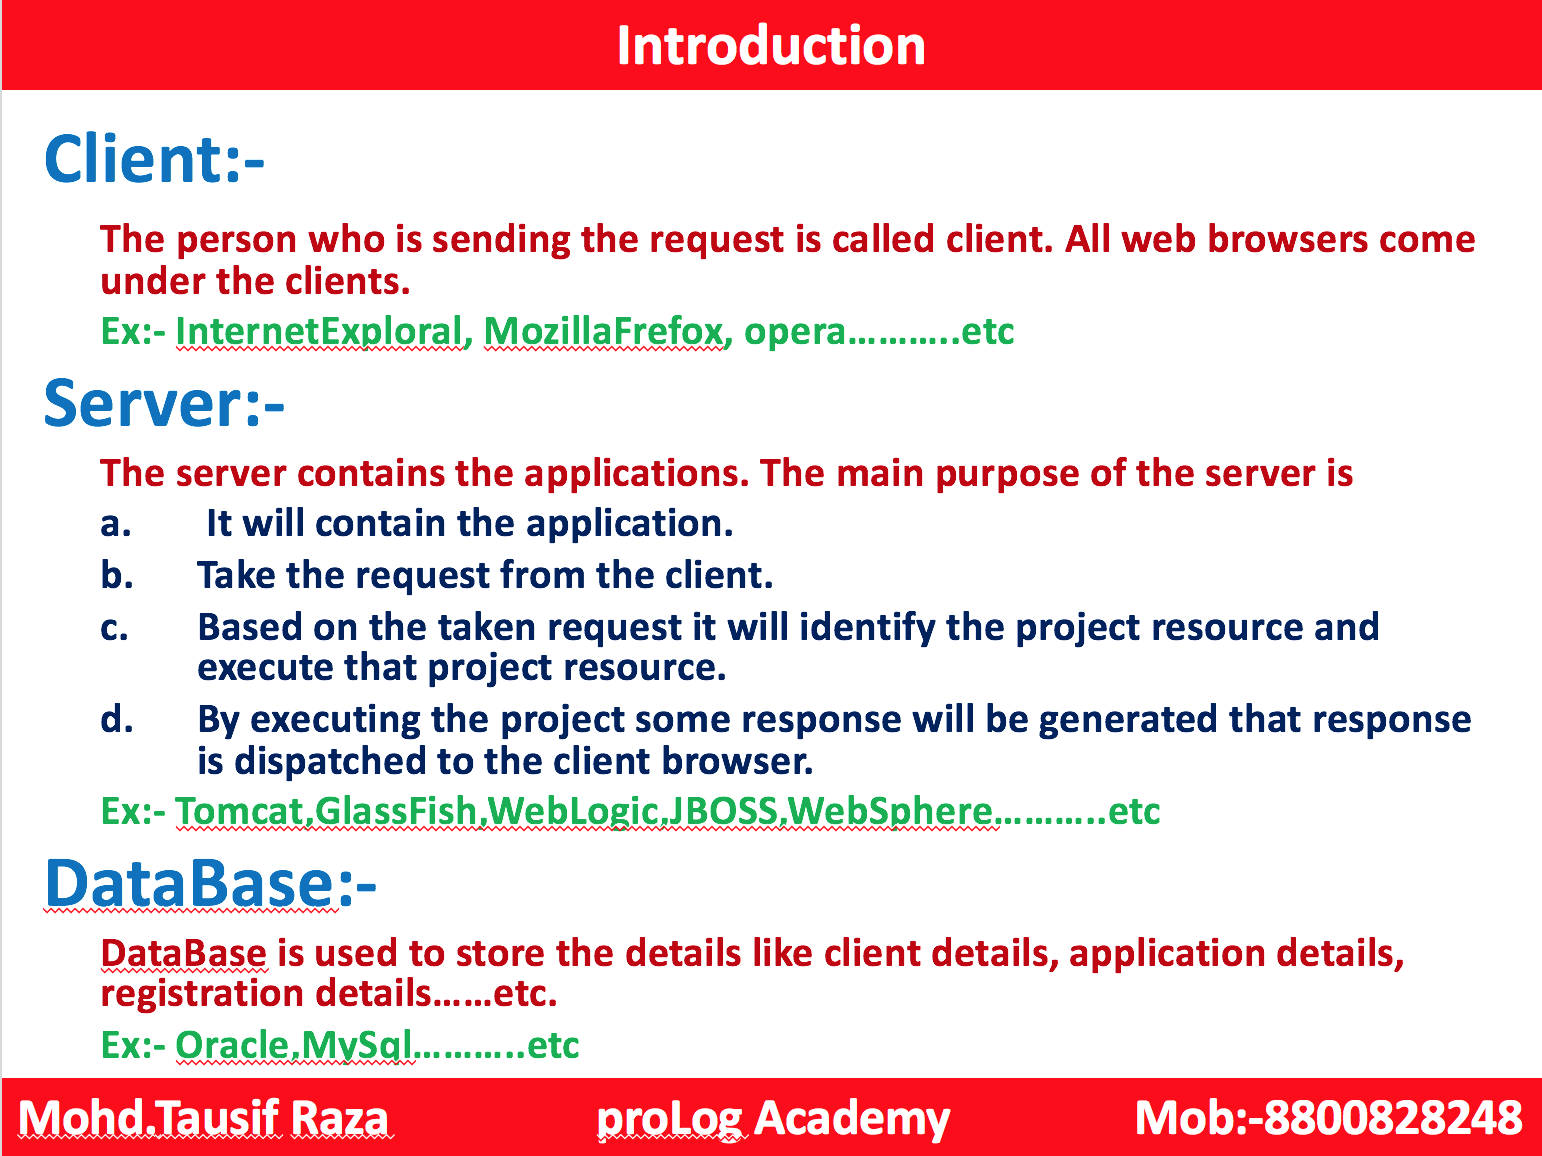 Introduction
Client:-
The person who is sending the request is called client. All web browsers come
under the clients.
Ex:- InternetExploral, MozillaFrefox, opera………..etc
Server:-
The server contains the applications. The main purpose of the server is
a. It will contain the application.
b. Take the request from the client.
c. Based on the taken request it will identify the project resource and
execute that project resource.
d. By executing the project some response will be generated that response
is dispatched to the client browser.
Ex:- Tomcat,GlassFish,WebLogic,JBOSS,WebSphere………..etc
DataBase:-
DataBase is used to store the details like client details, application details,
registration details……etc.
Ex:- Oracle,MySql………..etc
Mohd.Tausif Raza proLog Academy Mob:-8800828248